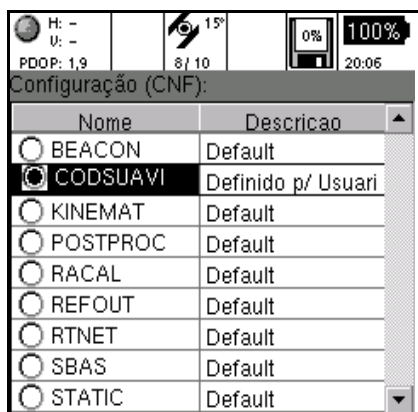 H: -
V: -
PDOP: 1,9
15°
8/10
0%
100%
20:06
Configuração (CNF):
Nome Descricao
BEACON Default
CODSUAVI Definido p/ Usuari
KINEMAT Default
POSTPROC Default
RACAL Default
REFOUT Default
RTNET Default
SBAS Default
STATIC Default